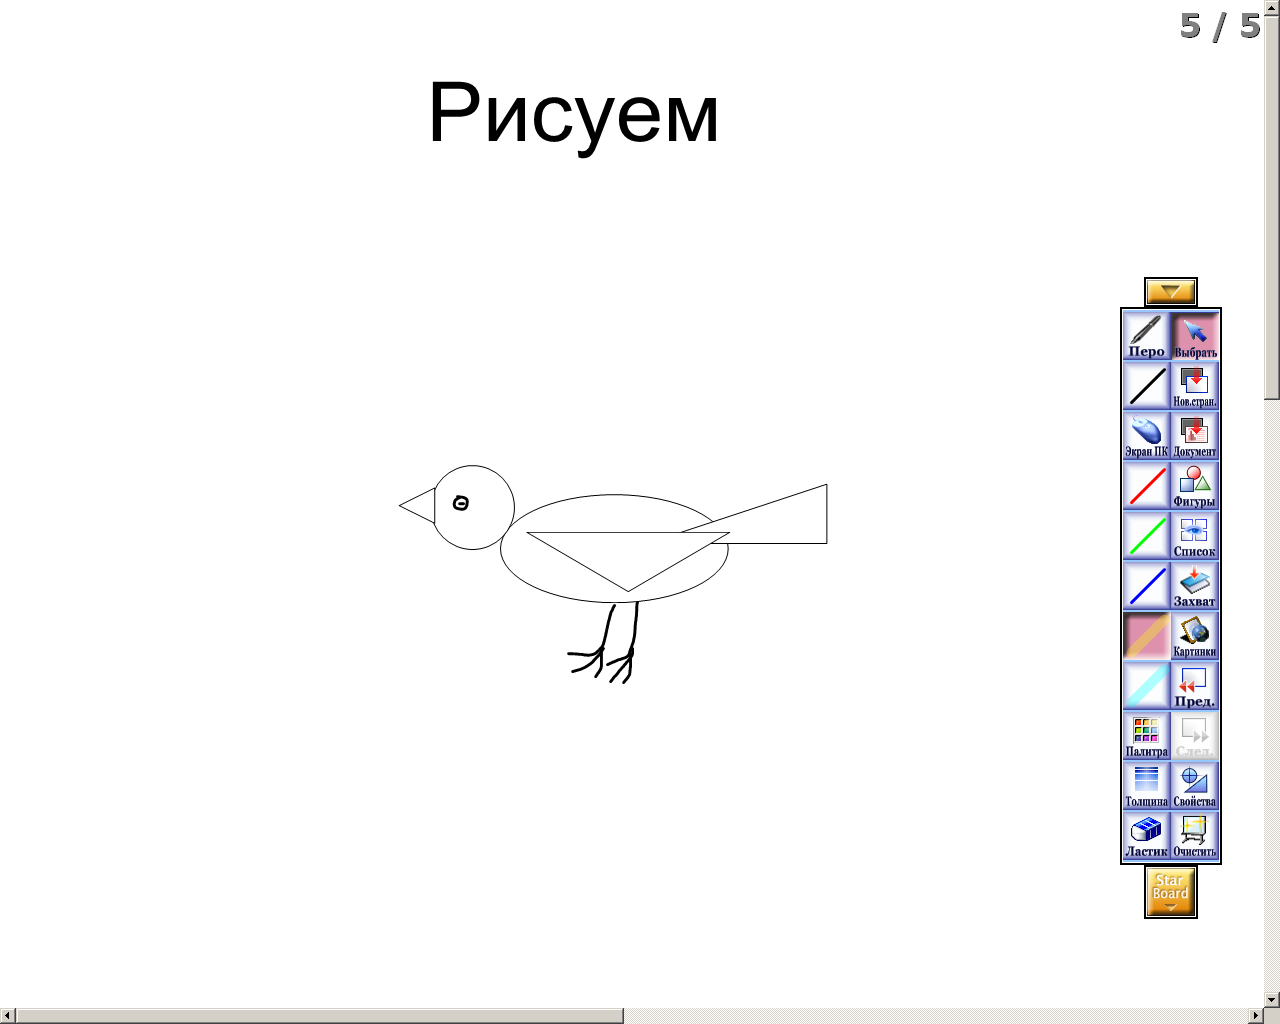 5 / 5
Рисуем
Перо Выбрать
Нов.стран.
Экран ПК Документ
Фигуры
Список
Захват
Картинки
Пред.
Палитра След.
Толщина Свойства
Ластик Очистить
Star
Board